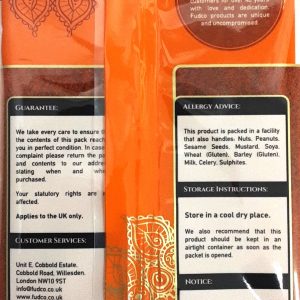 customers for over 40 years
with love and dedication.
Fudco products are unique
and uncompromised.
GUARANTEE:
We take every care to ensure
the contents of this pack reach
you in perfect condition. In case
complaint please return the
and contents to our address
stating when and
purchased.
Your statutory rights are
affected.
Applies to the UK only.
CUSTOMER SERVICES:
Unit E, Cobbold Estate,
Cobbold Road, Willesden,
London NW10 9ST
info@fudco.co.uk
www.fudco.co.uk
ALLERGY ADVICE:
This product is packed in a facility
that also handles: Nuts, Peanuts,
Sesame Seeds, Mustard, Soya,
Wheat (Gluten), Barley (Gluten),
Milk, Celery, Sulphites.
STORAGE INSTRUCTIONS:
Store in a cool dry place.
We also recommend that this
product should be kept in an
airtight container as soon as the
packet is opened.
NOTICE: